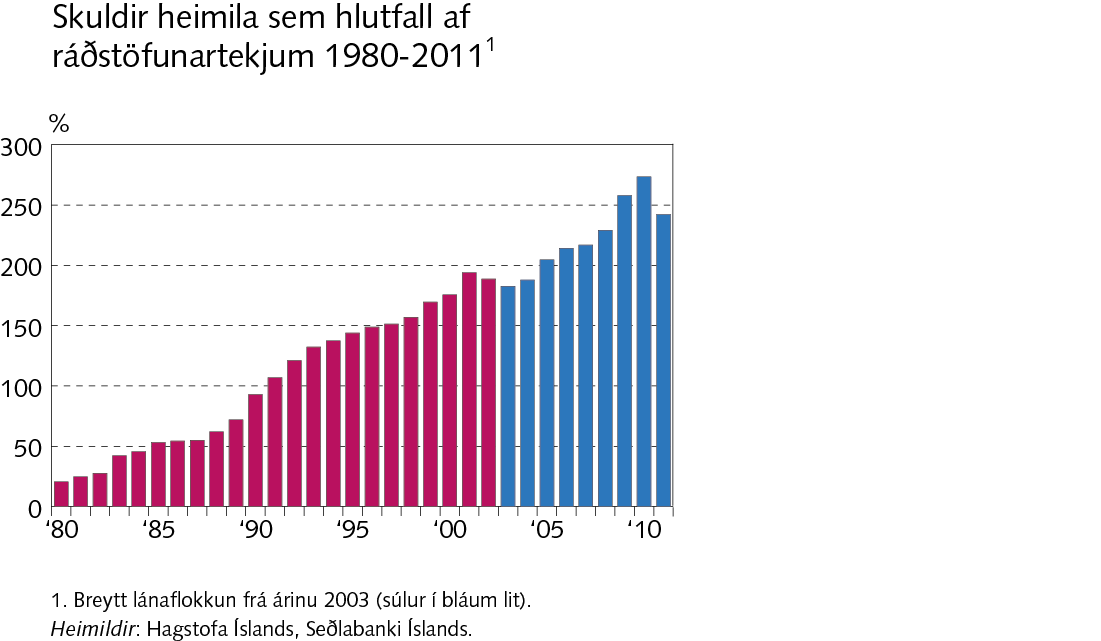 Skuldir heimila sem hlutfall af
ráðstöfunartekjum 1980-2011¹
%
300
250
200
150
100
50
0
‘80 ‘85 ‘90 ‘95 ‘00 ‘05 ‘10
1. Breytt lánaflokkun frá árinu 2003 (súlur í bláum lit).
Heimildir: Hagstofa Íslands, Seðlabanki Íslands.